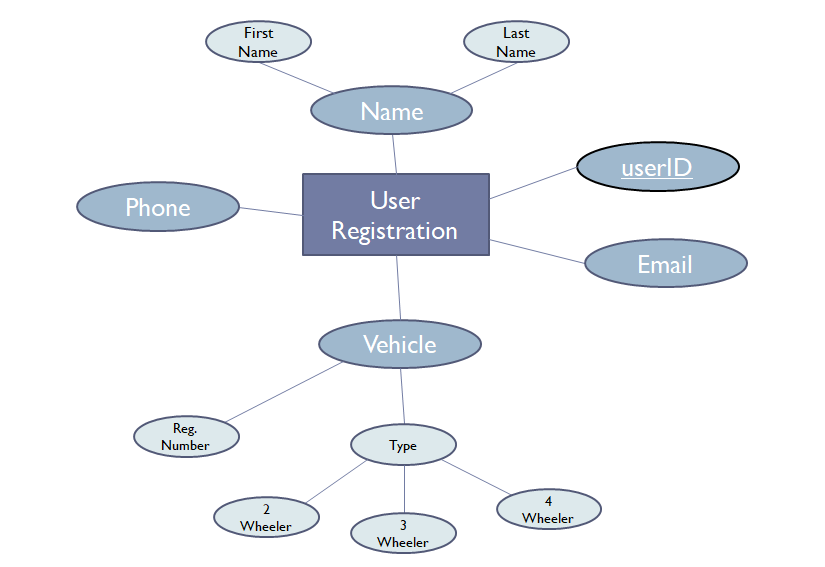 First
Name
Last
Name
Name
userID
User
Registration
Phone
Email
Vehicle
Reg.
Number
Type
2
Wheeler
3
Wheeler
4
Wheeler